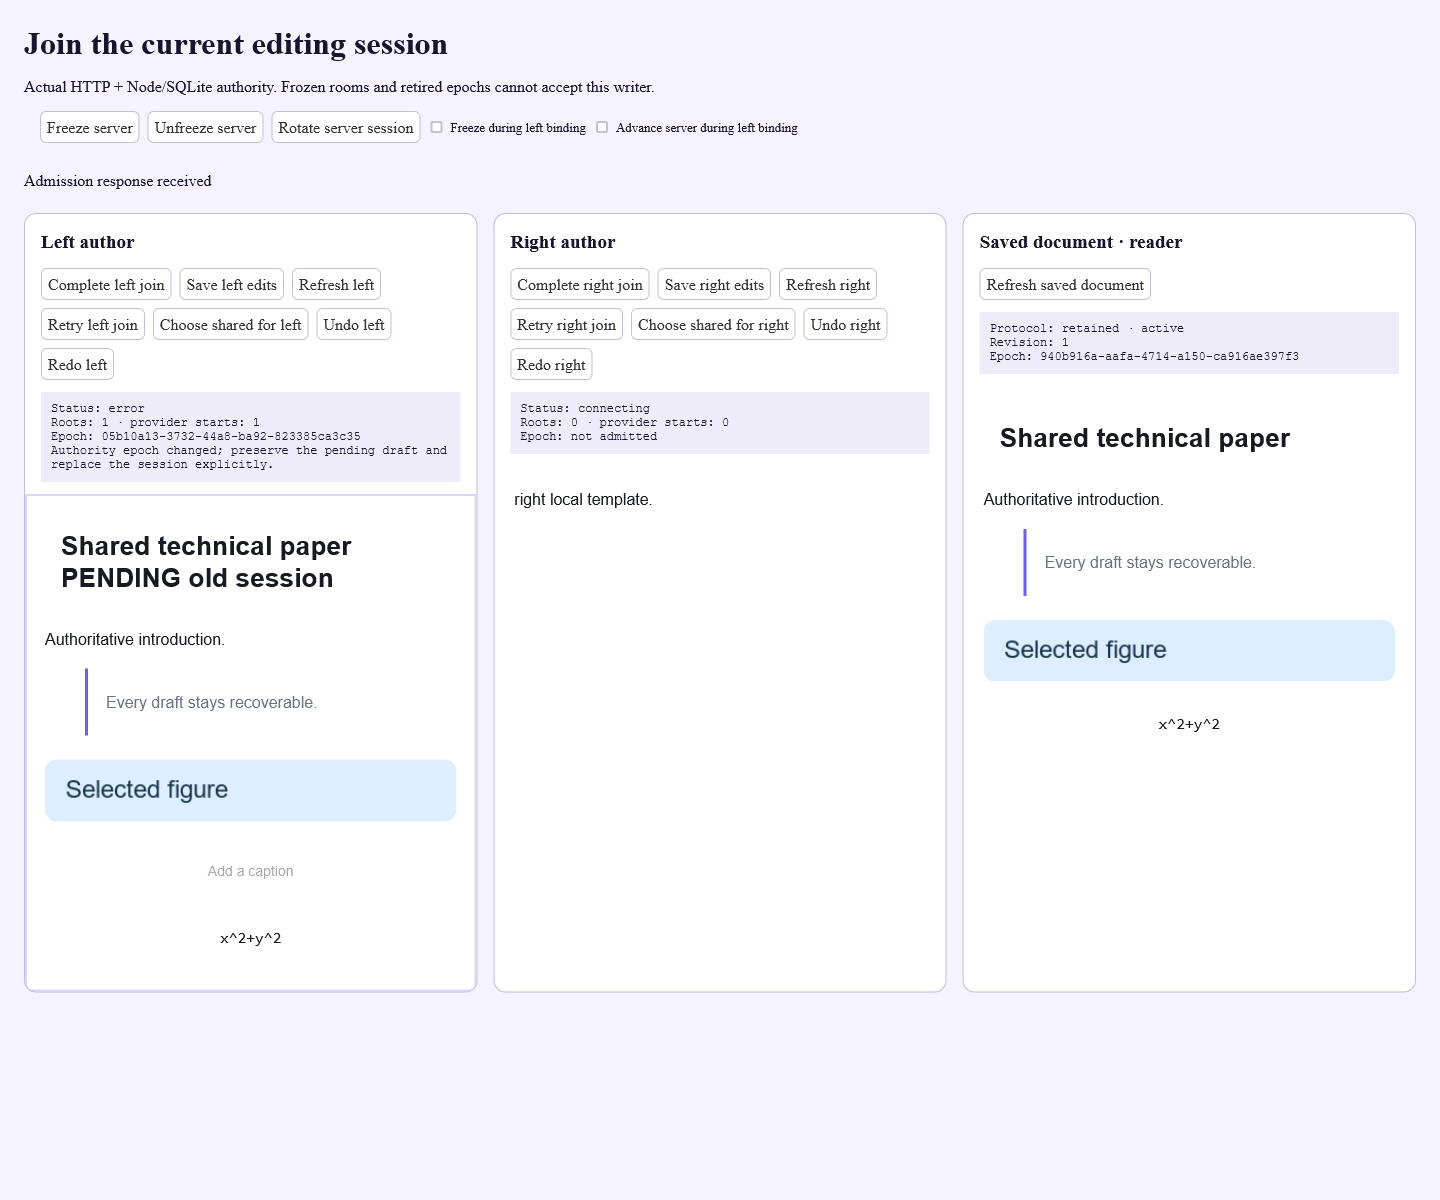 Join the current editing session
Actual HTTP + Node/SQLite authority. Frozen rooms and retired epochs cannot accept this writer.
Freeze server
Unfreeze server
Rotate server session
Freeze during left binding
Advance server during left binding
Admission response received
Left author
Complete left join
Save left edits
Refresh left
Retry left join
Choose shared for left
Undo left
Redo left
Status: error
Roots: 1 · provider starts: 1
Epoch: 05b10a13-3732-44a8-ba92-823385ca3c35
Authority epoch changed; preserve the pending draft and
replace the session explicitly.
Shared technical paper
PENDING old session
Authoritative introduction.
Every draft stays recoverable.
Selected figure
Add a caption
x^2+y^2
Right author
Complete right join
Save right edits
Refresh right
Retry right join
Choose shared for right
Undo right
Redo right
Status: connecting
Roots: 0 · provider starts: 0
Epoch: not admitted
right local template.
Saved document · reader
Refresh saved document
Protocol: retained · active
Revision: 1
Epoch: 940b916a-aafa-4714-a150-ca916ae397f3
Shared technical paper
Authoritative introduction.
Every draft stays recoverable.
Selected figure
x^2+y^2